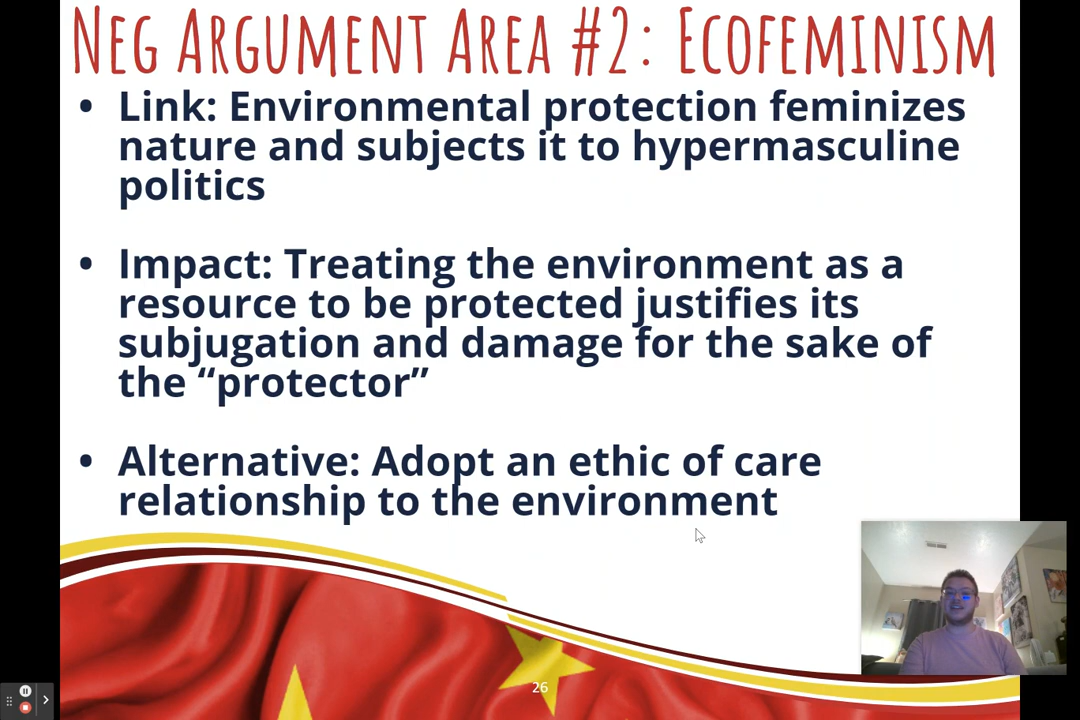 Neg Argument Area #2: Ecofeminism
• Link: Environmental protection feminizes
nature and subjects it to hypermasculine
politics
• Impact: Treating the environment as a
resource to be protected justifies its
subjugation and damage for the sake of
the “protector”
• Alternative: Adopt an ethic of care
relationship to the environment
26